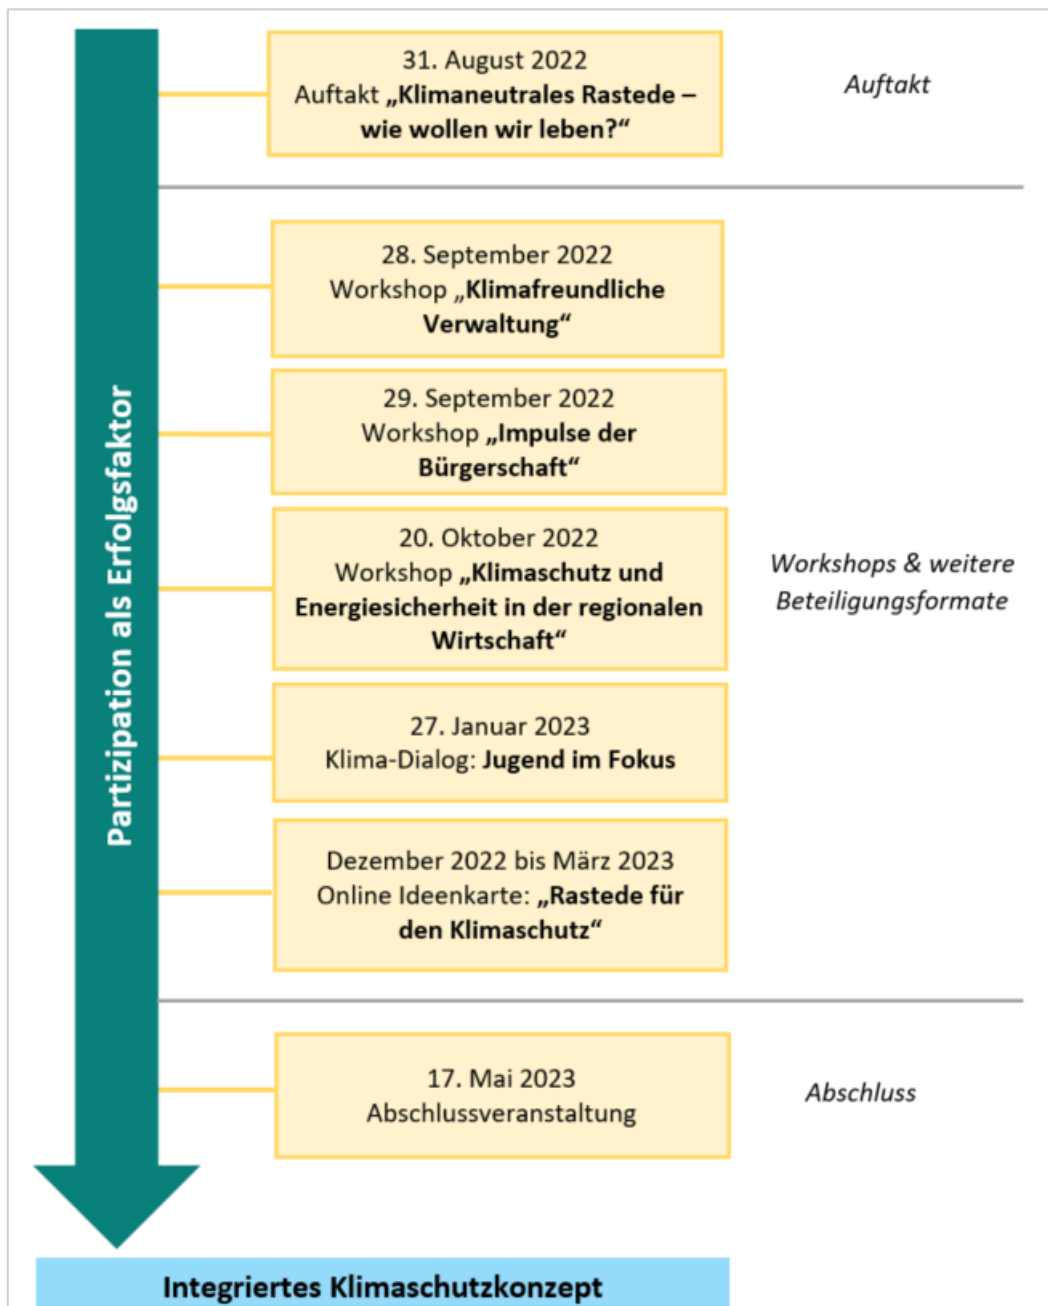 31. August 2022
Auftakt „Klimaneutrales Rastede –
wie wollen wir leben?“
Auftakt
28. September 2022
Workshop „Klimafreundliche
Verwaltung“
29. September 2022
Workshop „Impulse der
Bürgerschaft“
20. Oktober 2022
Workshop „Klimaschutz und
Energiesicherheit in der regionalen
Wirtschaft“
27. Januar 2023
Klima-Dialog: Jugend im Fokus
Dezember 2022 bis März 2023
Online Ideenkarte: „Rastede für
den Klimaschutz“
Workshops & weitere
Beteiligungsformate
17. Mai 2023
Abschlussveranstaltung
Abschluss
Partizipation als Erfolgsfaktor
Integriertes Klimaschutzkonzept